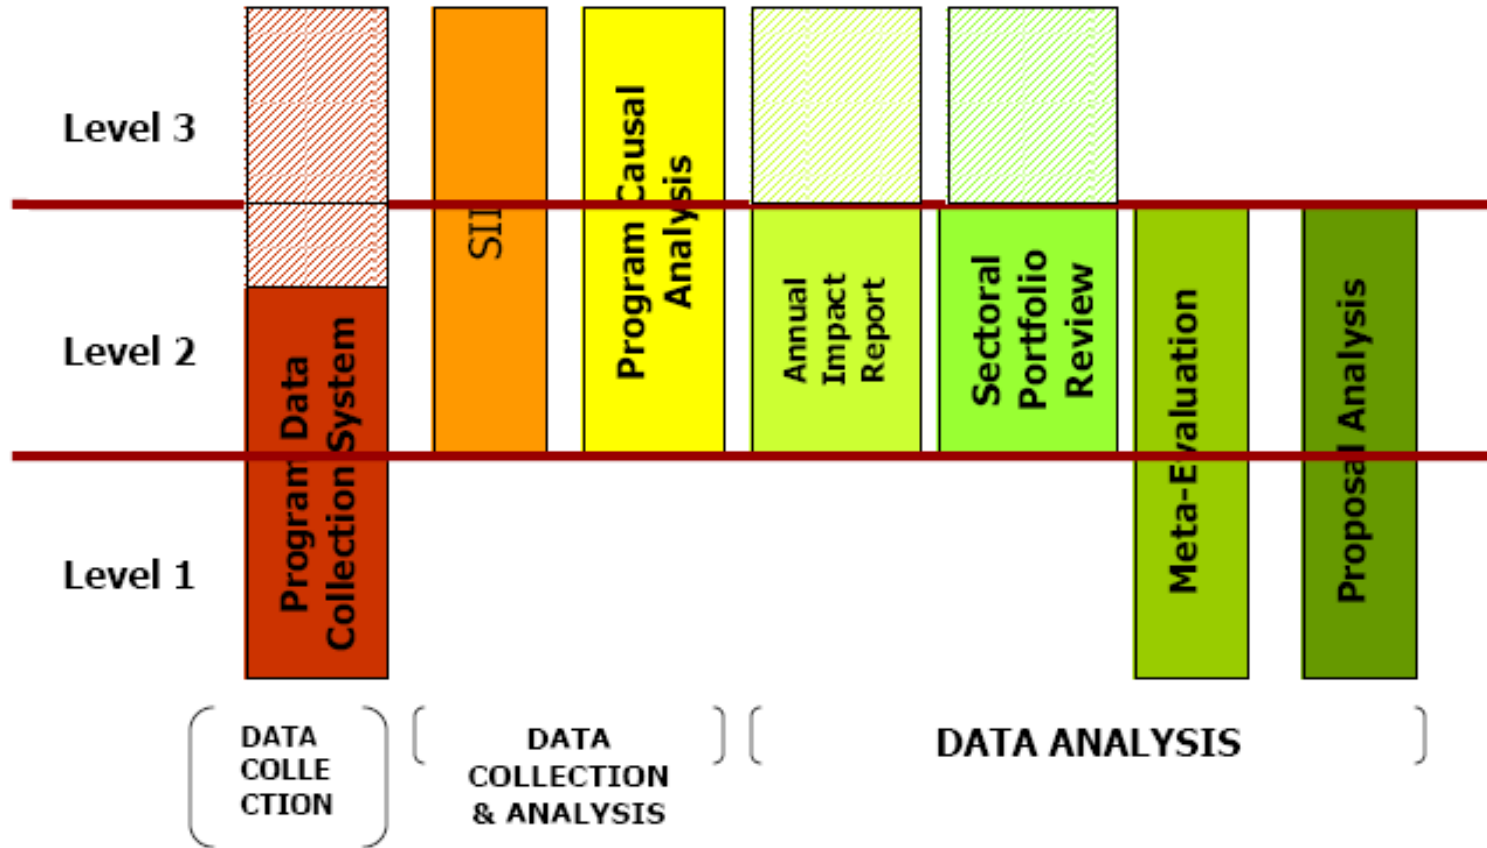 Level 3
Level 2
Level 1
Program Data
Collection System
SII
Program Causal
Analysis
Annual
Impact
Report
Sectoral
Portfolio
Review
Meta-Evaluation
Proposal Analysis
DATA
COLLE
CTION
DATA
COLLECTION
& ANALYSIS
DATA ANALYSIS